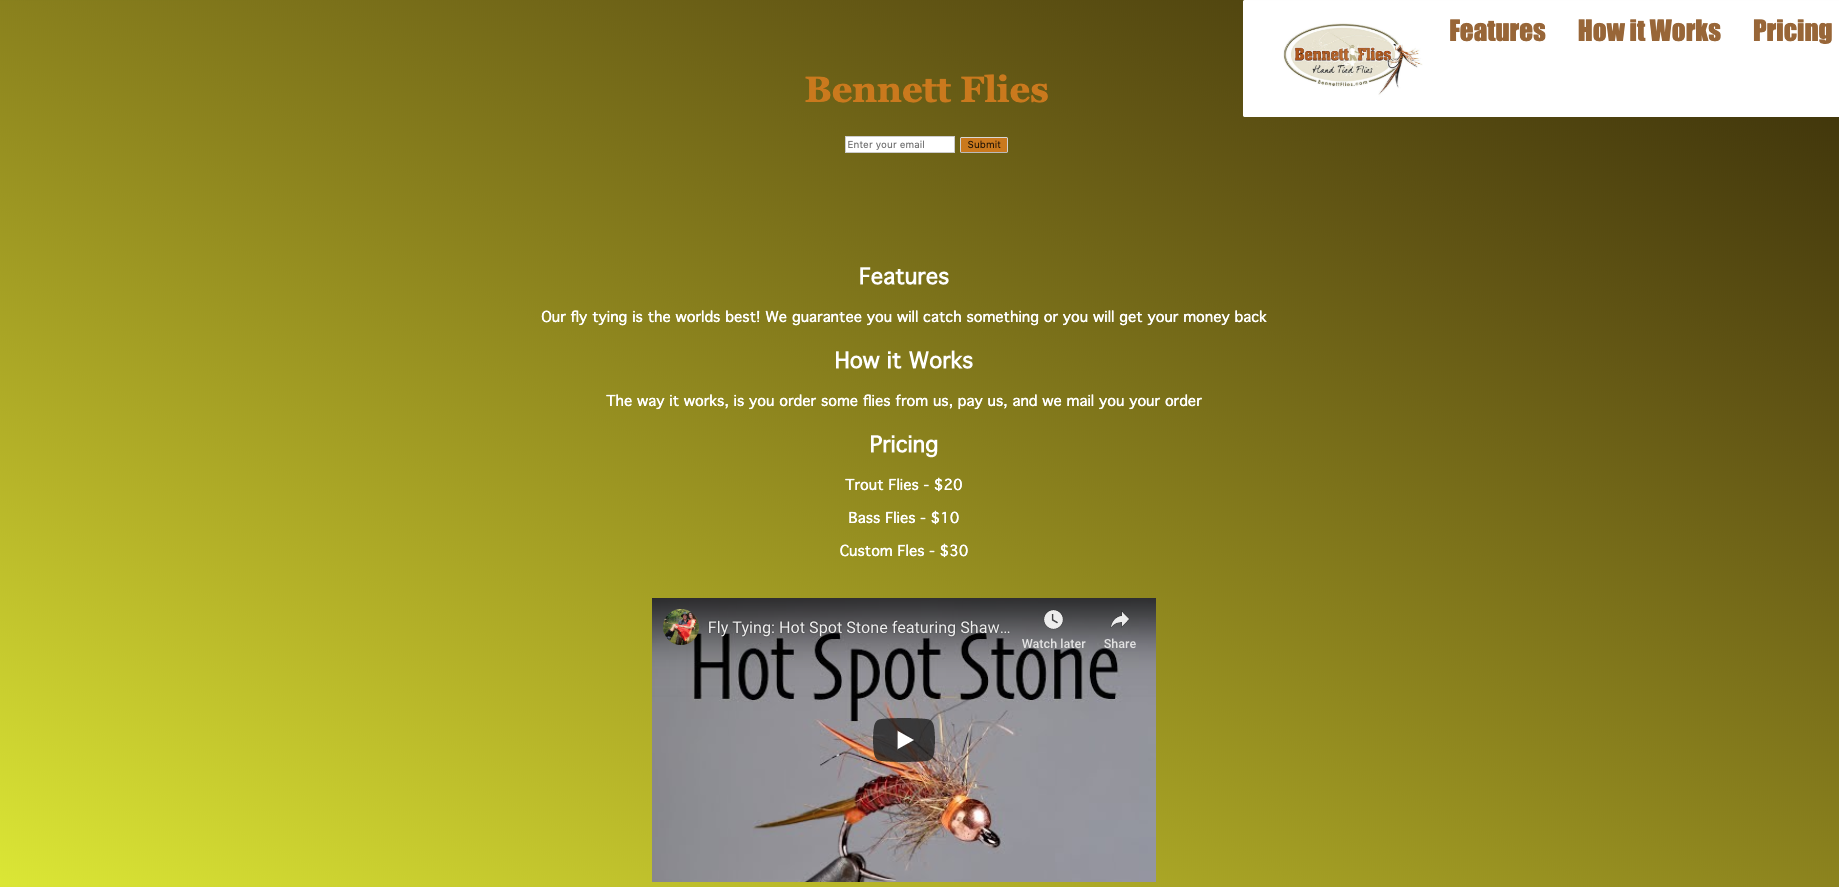 Bennett Flies
Hand Tied Flies
bennettflies.com
Features How it Works Pricing
Bennett Flies
Enter your email Submit
Features
Our fly tying is the worlds best! We guarantee you will catch something or you will get your money back
How it Works
The way it works, is you order some flies from us, pay us, and we mail you your order
Pricing
Trout Flies - $20
Bass Flies - $10
Custom Fles - $30
Fly Tying: Hot Spot Stone featuring Shaw...
Watch later Share
Hot Spot Stone